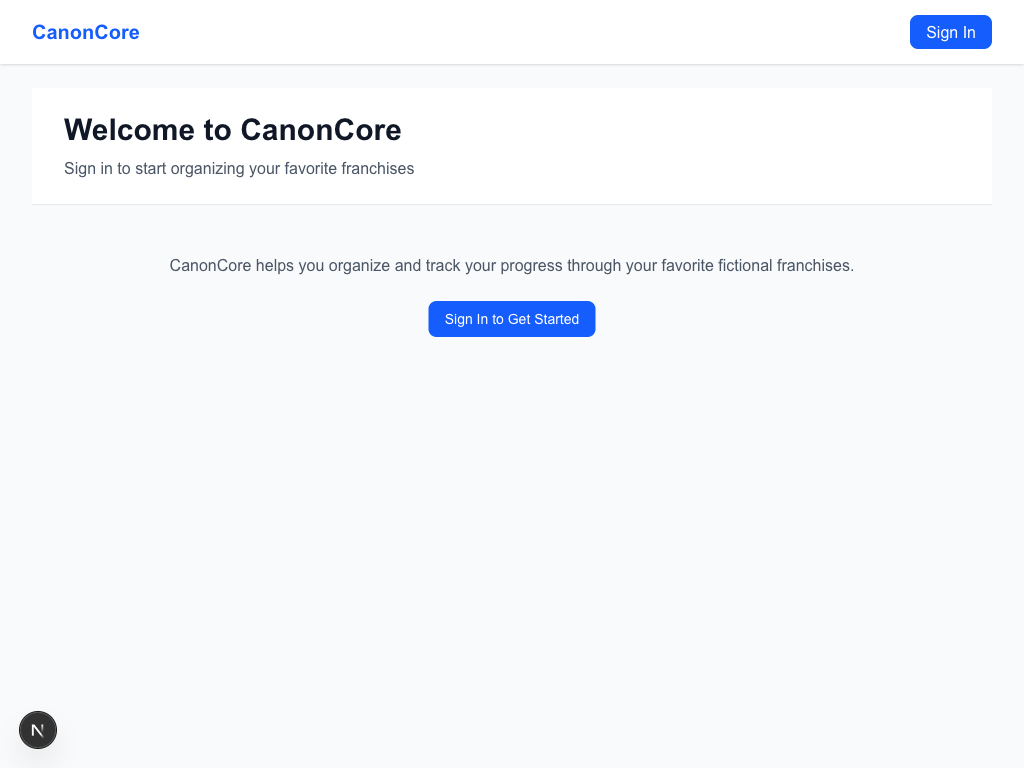 CanonCore
Sign In
Welcome to CanonCore
Sign in to start organizing your favorite franchises
CanonCore helps you organize and track your progress through your favorite fictional franchises.
Sign In to Get Started
N